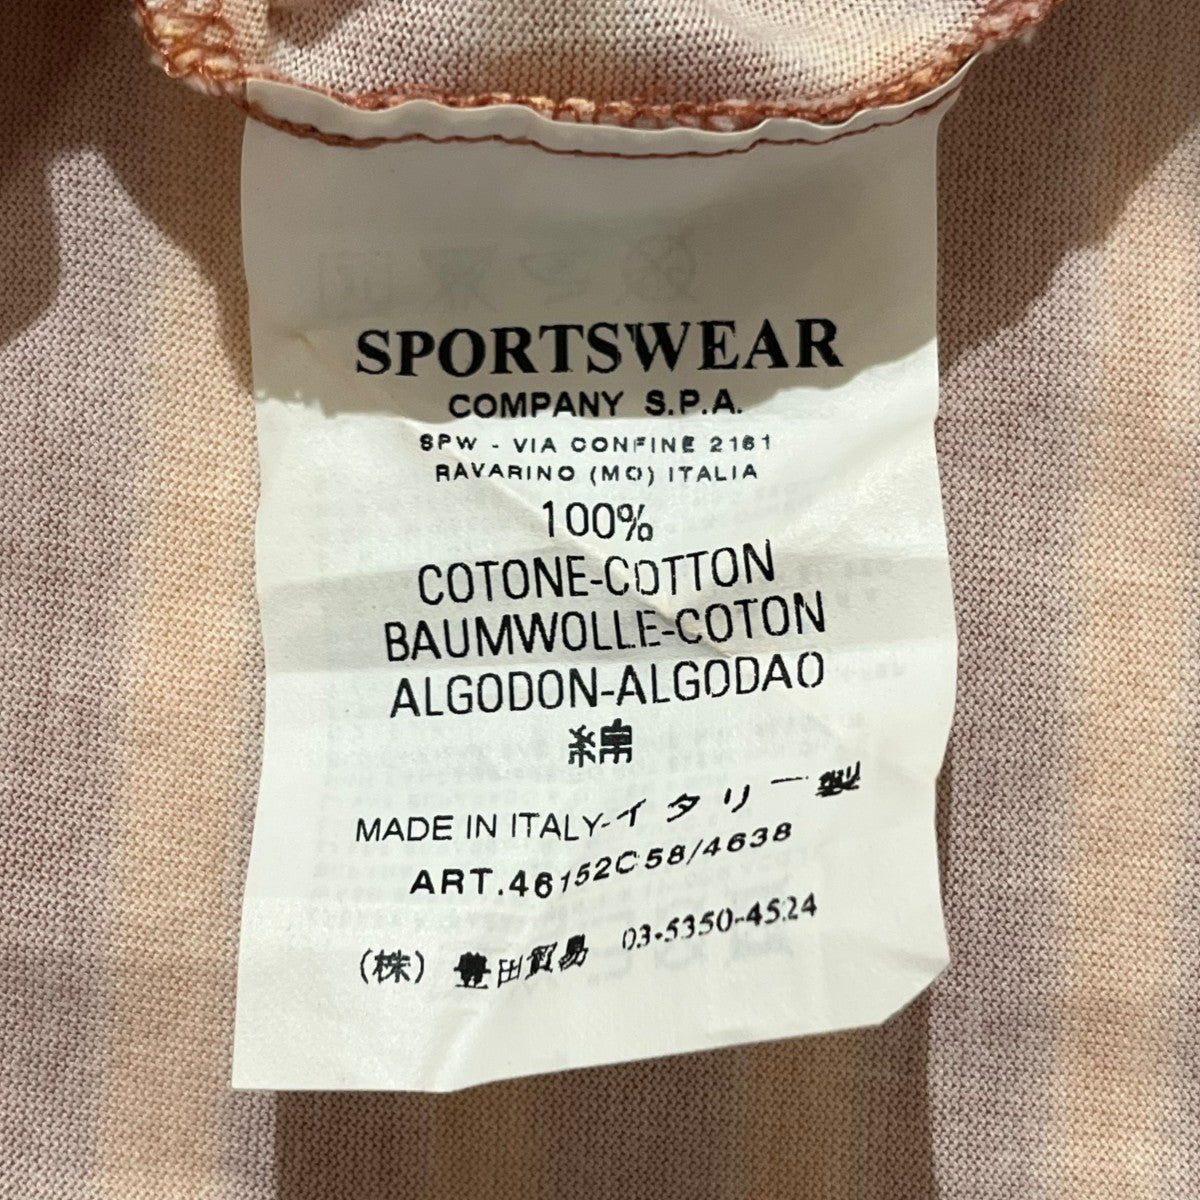 SPORTSWEAR
COMPANY S.P.A.
SPW - VIA CONFINE 2161
RAVARINO (MO) ITALIA
100%
COTONE-COTTON
BAUMWOLLE-COTON
ALGODON-ALGODAO
綿
MADE IN ITALY-イタリー製
ART.46152C58/4638
(株) 豊田貿易 03-5350-4524